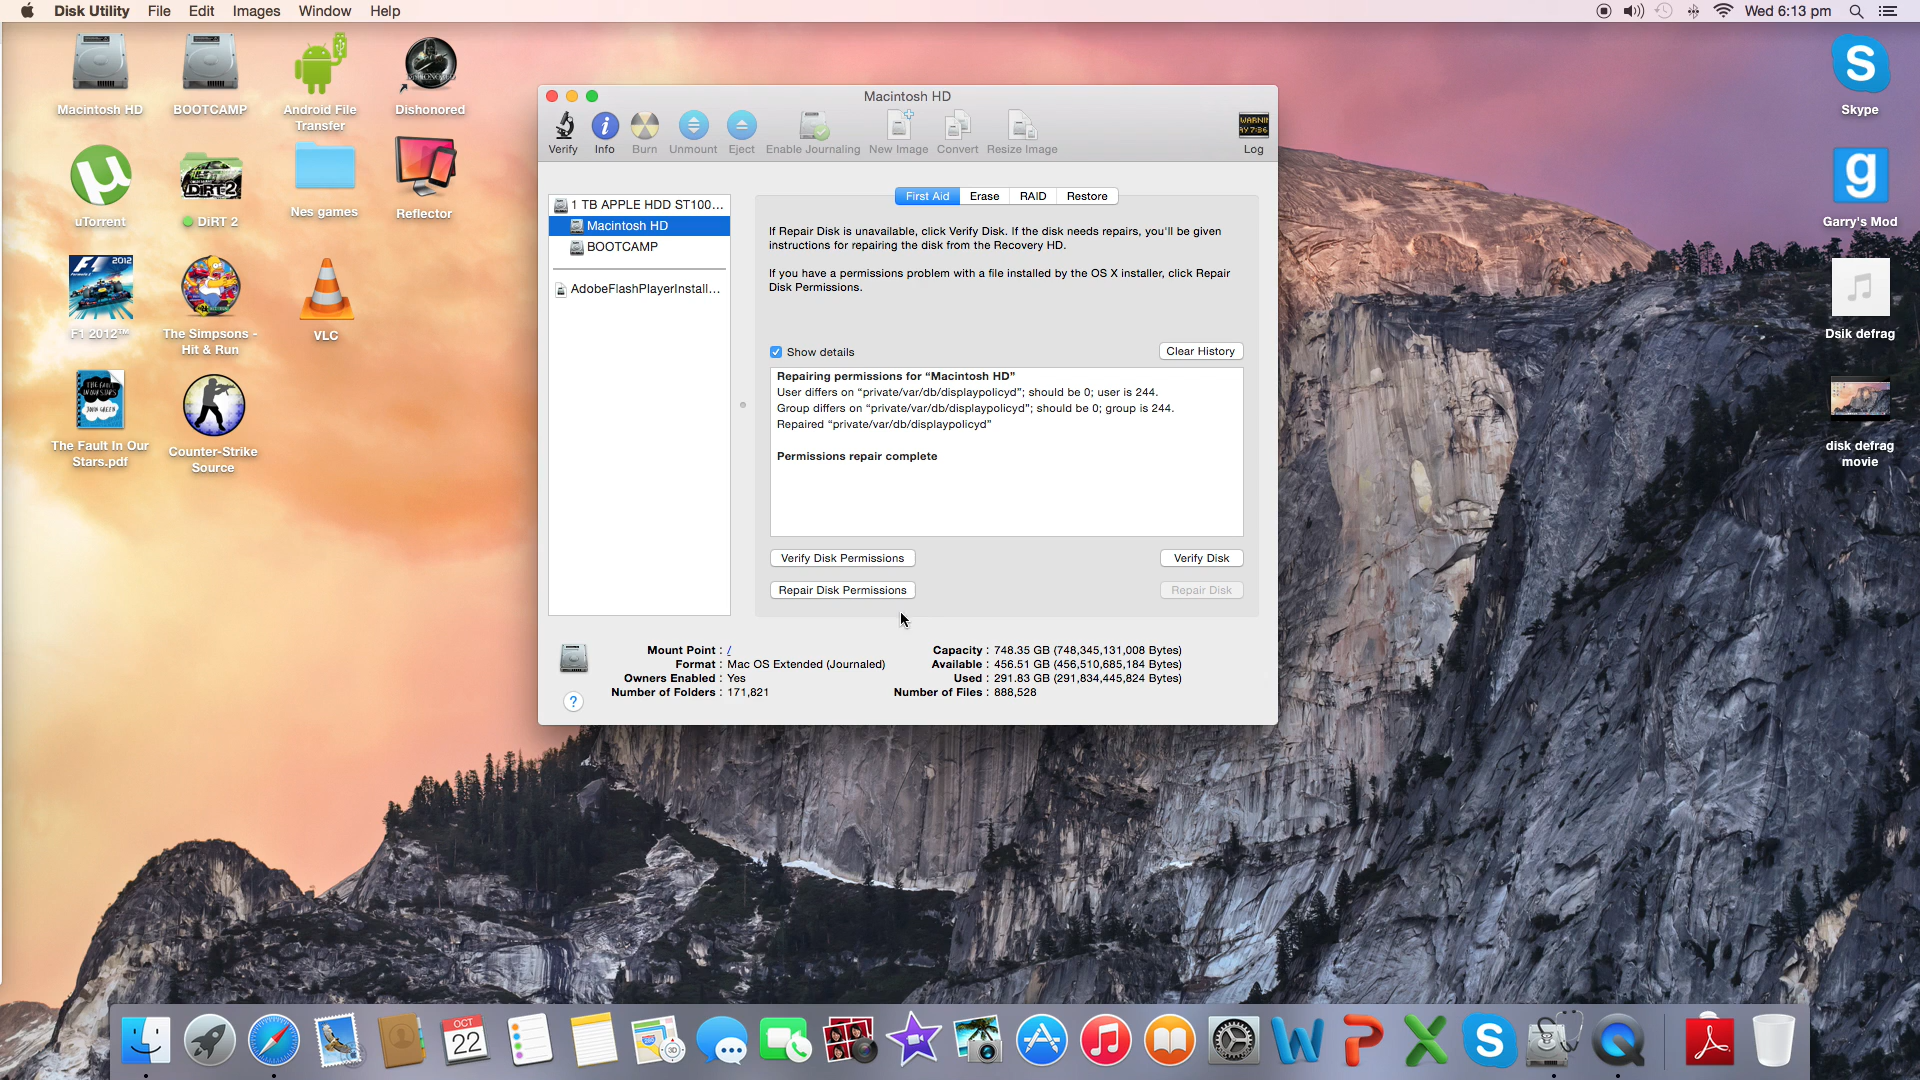 Disk Utility File Edit Images Window Help Wed 6:13 pm
Macintosh HD
BOOTCAMP
Android File
Transfer
Dishonored
uTorrent
DiRT 2
Nes games
Reflector
F1 2012™
The Simpsons -
Hit & Run
VLC
The Fault In Our
Stars.pdf
Counter-Strike
Source
Macintosh HD
Verify Info Burn Unmount Eject Enable Journaling New Image Convert Resize Image Log
1 TB APPLE HDD ST100...
Macintosh HD
BOOTCAMP
AdobeFlashPlayerInstall...
First Aid Erase RAID Restore
If Repair Disk is unavailable, click Verify Disk. If the disk needs repairs, you'll be given
instructions for repairing the disk from the Recovery HD.
If you have a permissions problem with a file installed by the OS X installer, click Repair
Disk Permissions.
Show details Clear History
Repairing permissions for “Macintosh HD”
User differs on “private/var/db/displaypolicyd”; should be 0; user is 244.
Group differs on “private/var/db/displaypolicyd”; should be 0; group is 244.
Repaired “private/var/db/displaypolicyd”
Permissions repair complete
Verify Disk Permissions Verify Disk
Repair Disk Permissions Repair Disk
Mount Point : / Capacity : 748.35 GB (748,345,131,008 Bytes)
Format : Mac OS Extended (Journaled) Available : 456.51 GB (456,510,685,184 Bytes)
Owners Enabled : Yes Used : 291.83 GB (291,834,445,824 Bytes)
Number of Folders : 171,821 Number of Files : 888,528
?
Skype
Garry's Mod
Dsik defrag
disk defrag
movie
OCT
22